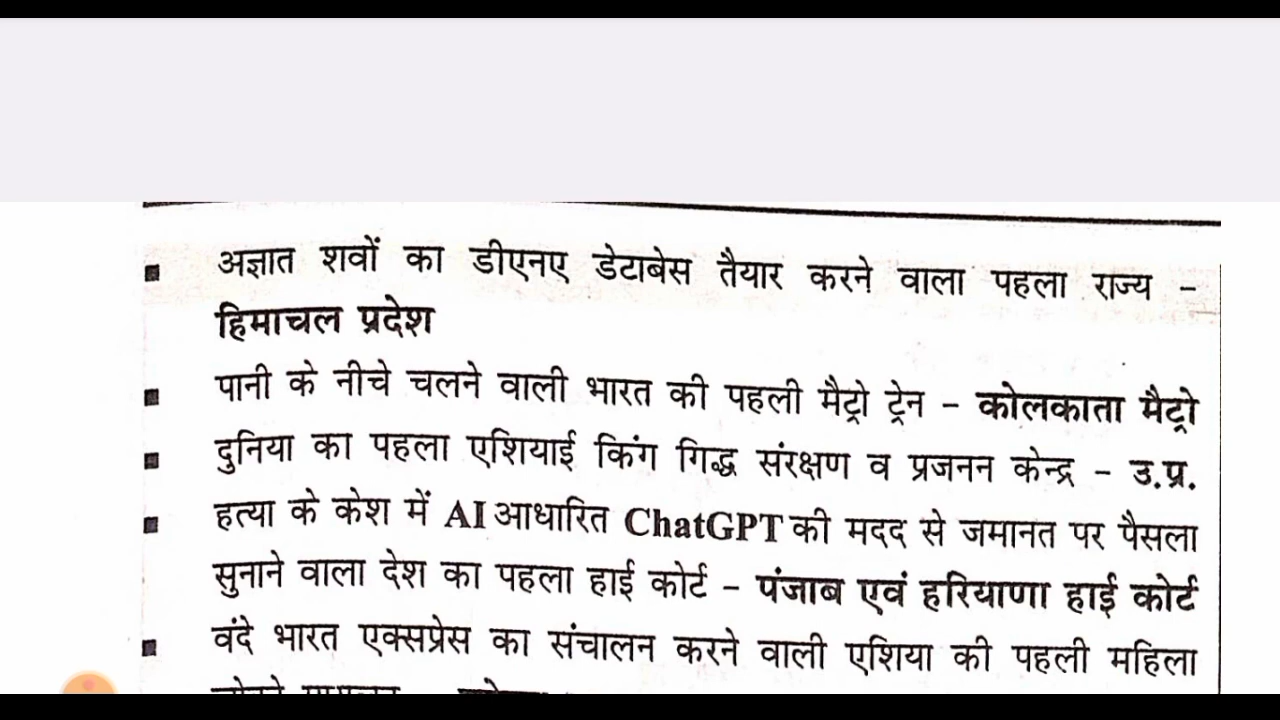 अज्ञात शवों का डीएनए डेटाबेस तैयार करने वाला पहला राज्य -
हिमाचल प्रदेश
पानी के नीचे चलने वाली भारत की पहली मैट्रो ट्रेन - कोलकाता मैट्रो
दुनिया का पहला एशियाई किंग गिद्ध संरक्षण व प्रजनन केन्द्र - उ.प्र.
हत्या के केश में AI आधारित ChatGPT की मदद से जमानत पर पैसला
सुनाने वाला देश का पहला हाई कोर्ट - पंजाब एवं हरियाणा हाई कोर्ट
वंदे भारत एक्सप्रेस का संचालन करने वाली एशिया की पहली महिला